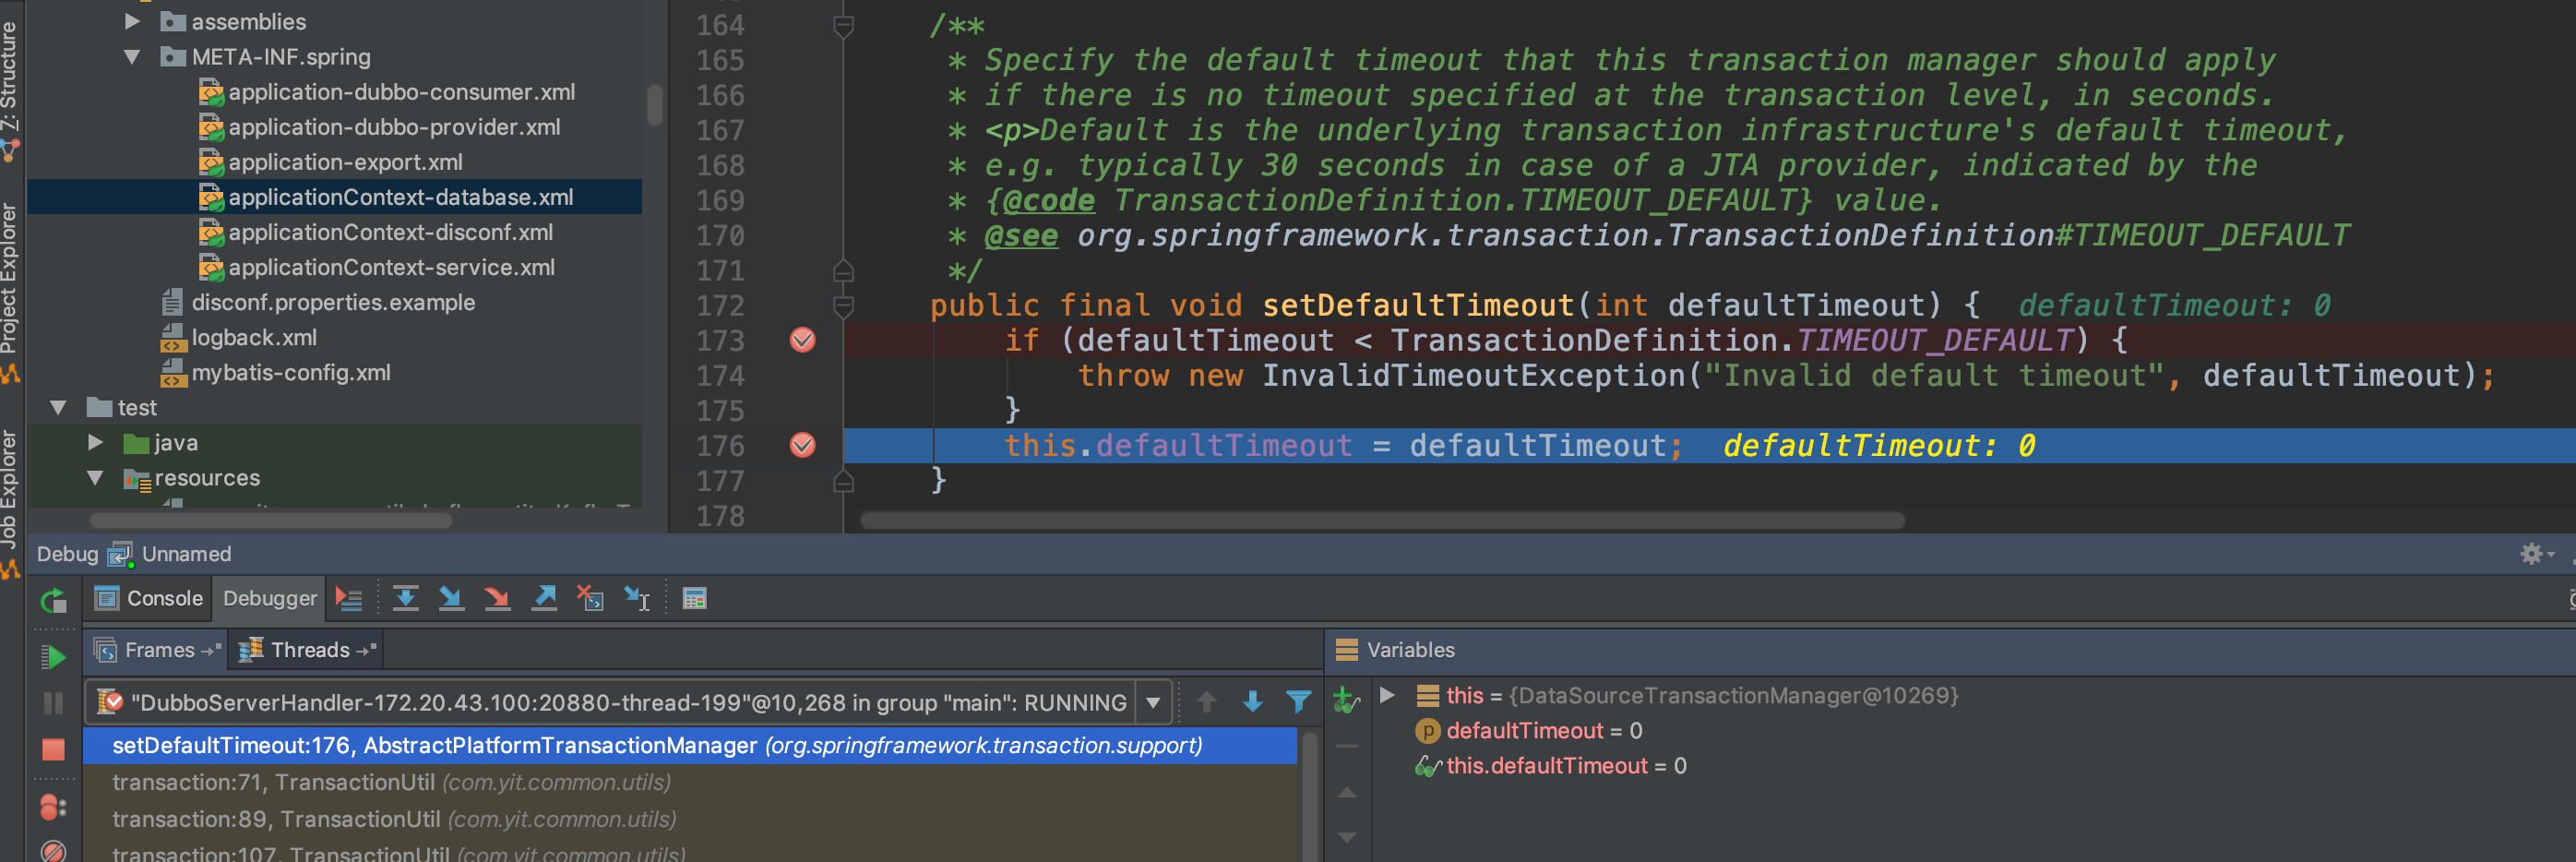 Z: Structure
Project Explorer
Job Explorer
assemblies
META-INF.spring
application-dubbo-consumer.xml
application-dubbo-provider.xml
application-export.xml
applicationContext-database.xml
applicationContext-disconf.xml
applicationContext-service.xml
disconf.properties.example
logback.xml
mybatis-config.xml
test
java
resources
164 /**
165 * Specify the default timeout that this transaction manager should apply
166 * if there is no timeout specified at the transaction level, in seconds.
167 * <p>Default is the underlying transaction infrastructure's default timeout,
168 * e.g. typically 30 seconds in case of a JTA provider, indicated by the
169 * {@code TransactionDefinition.TIMEOUT_DEFAULT} value.
170 * @see org.springframework.transaction.TransactionDefinition#TIMEOUT_DEFAULT
171 */
172 public final void setDefaultTimeout(int defaultTimeout) { defaultTimeout: 0
173 if (defaultTimeout < TransactionDefinition.TIMEOUT_DEFAULT) {
174 throw new InvalidTimeoutException("Invalid default timeout", defaultTimeout);
175 }
176 this.defaultTimeout = defaultTimeout; defaultTimeout: 0
177 }
178
Debug Unnamed
Console Debugger
Frames Threads
"DubboServerHandler-172.20.43.100:20880-thread-199"@10,268 in group "main": RUNNING
setDefaultTimeout:176, AbstractPlatformTransactionManager (org.springframework.transaction.support)
transaction:71, TransactionUtil (com.yit.common.utils)
transaction:89, TransactionUtil (com.yit.common.utils)
transaction:107, TransactionUtil (com.yit.common.utils)
Variables
this = {DataSourceTransactionManager@10269}
defaultTimeout = 0
this.defaultTimeout = 0